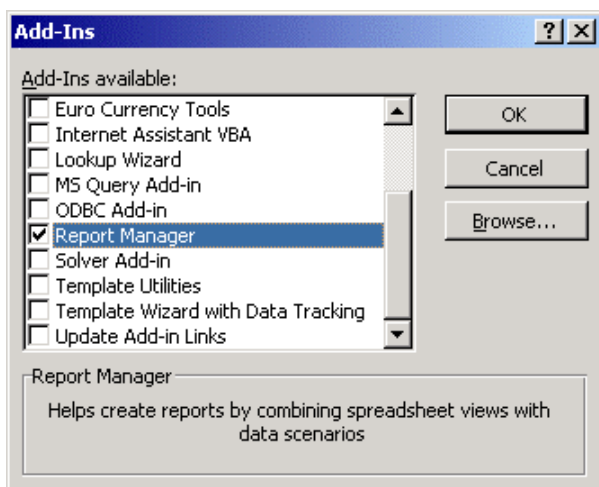 Add-Ins
Add-Ins available:
Euro Currency Tools
Internet Assistant VBA
Lookup Wizard
MS Query Add-in
ODBC Add-in
Report Manager
Solver Add-in
Template Utilities
Template Wizard with Data Tracking
Update Add-in Links
OK
Cancel
Browse...
Report Manager
Helps create reports by combining spreadsheet views with
data scenarios